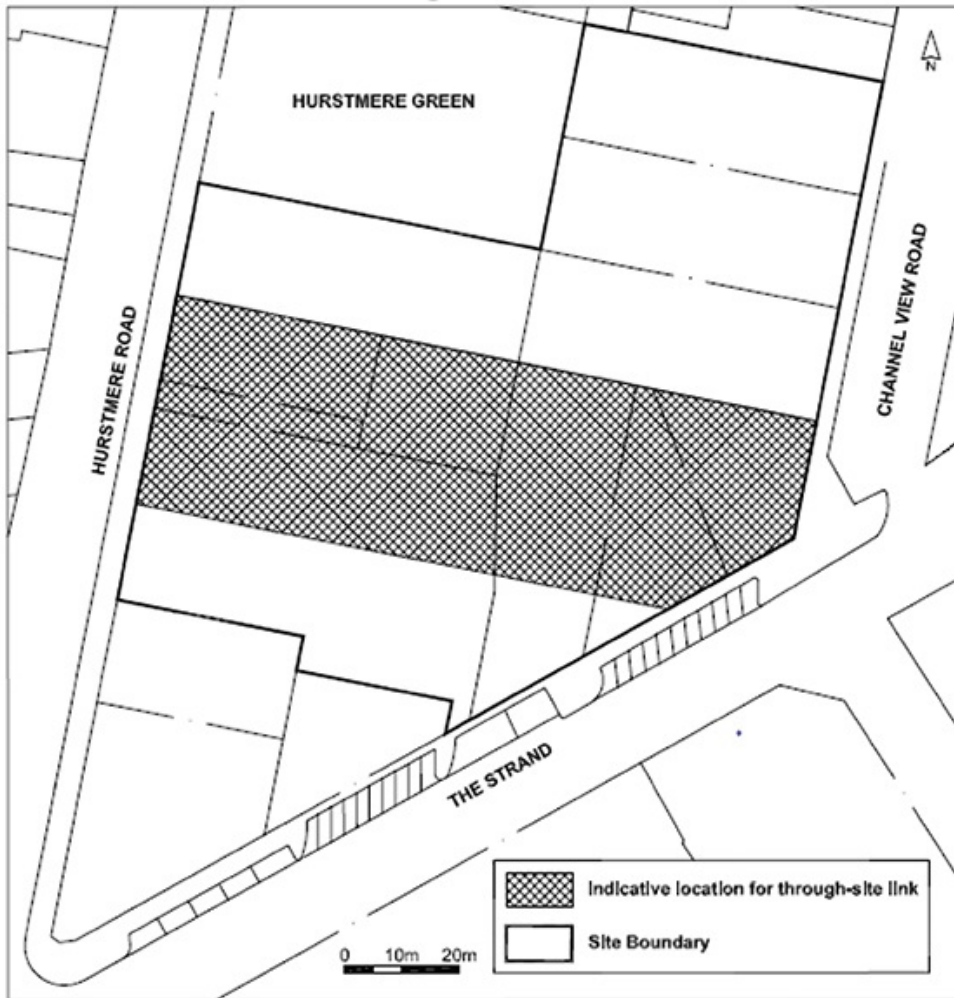 N
HURSTMERE GREEN
CHANNEL VIEW ROAD
HURSTMERE ROAD
THE STRAND
Indicative location for through-site link
Site Boundary
0 10m 20m